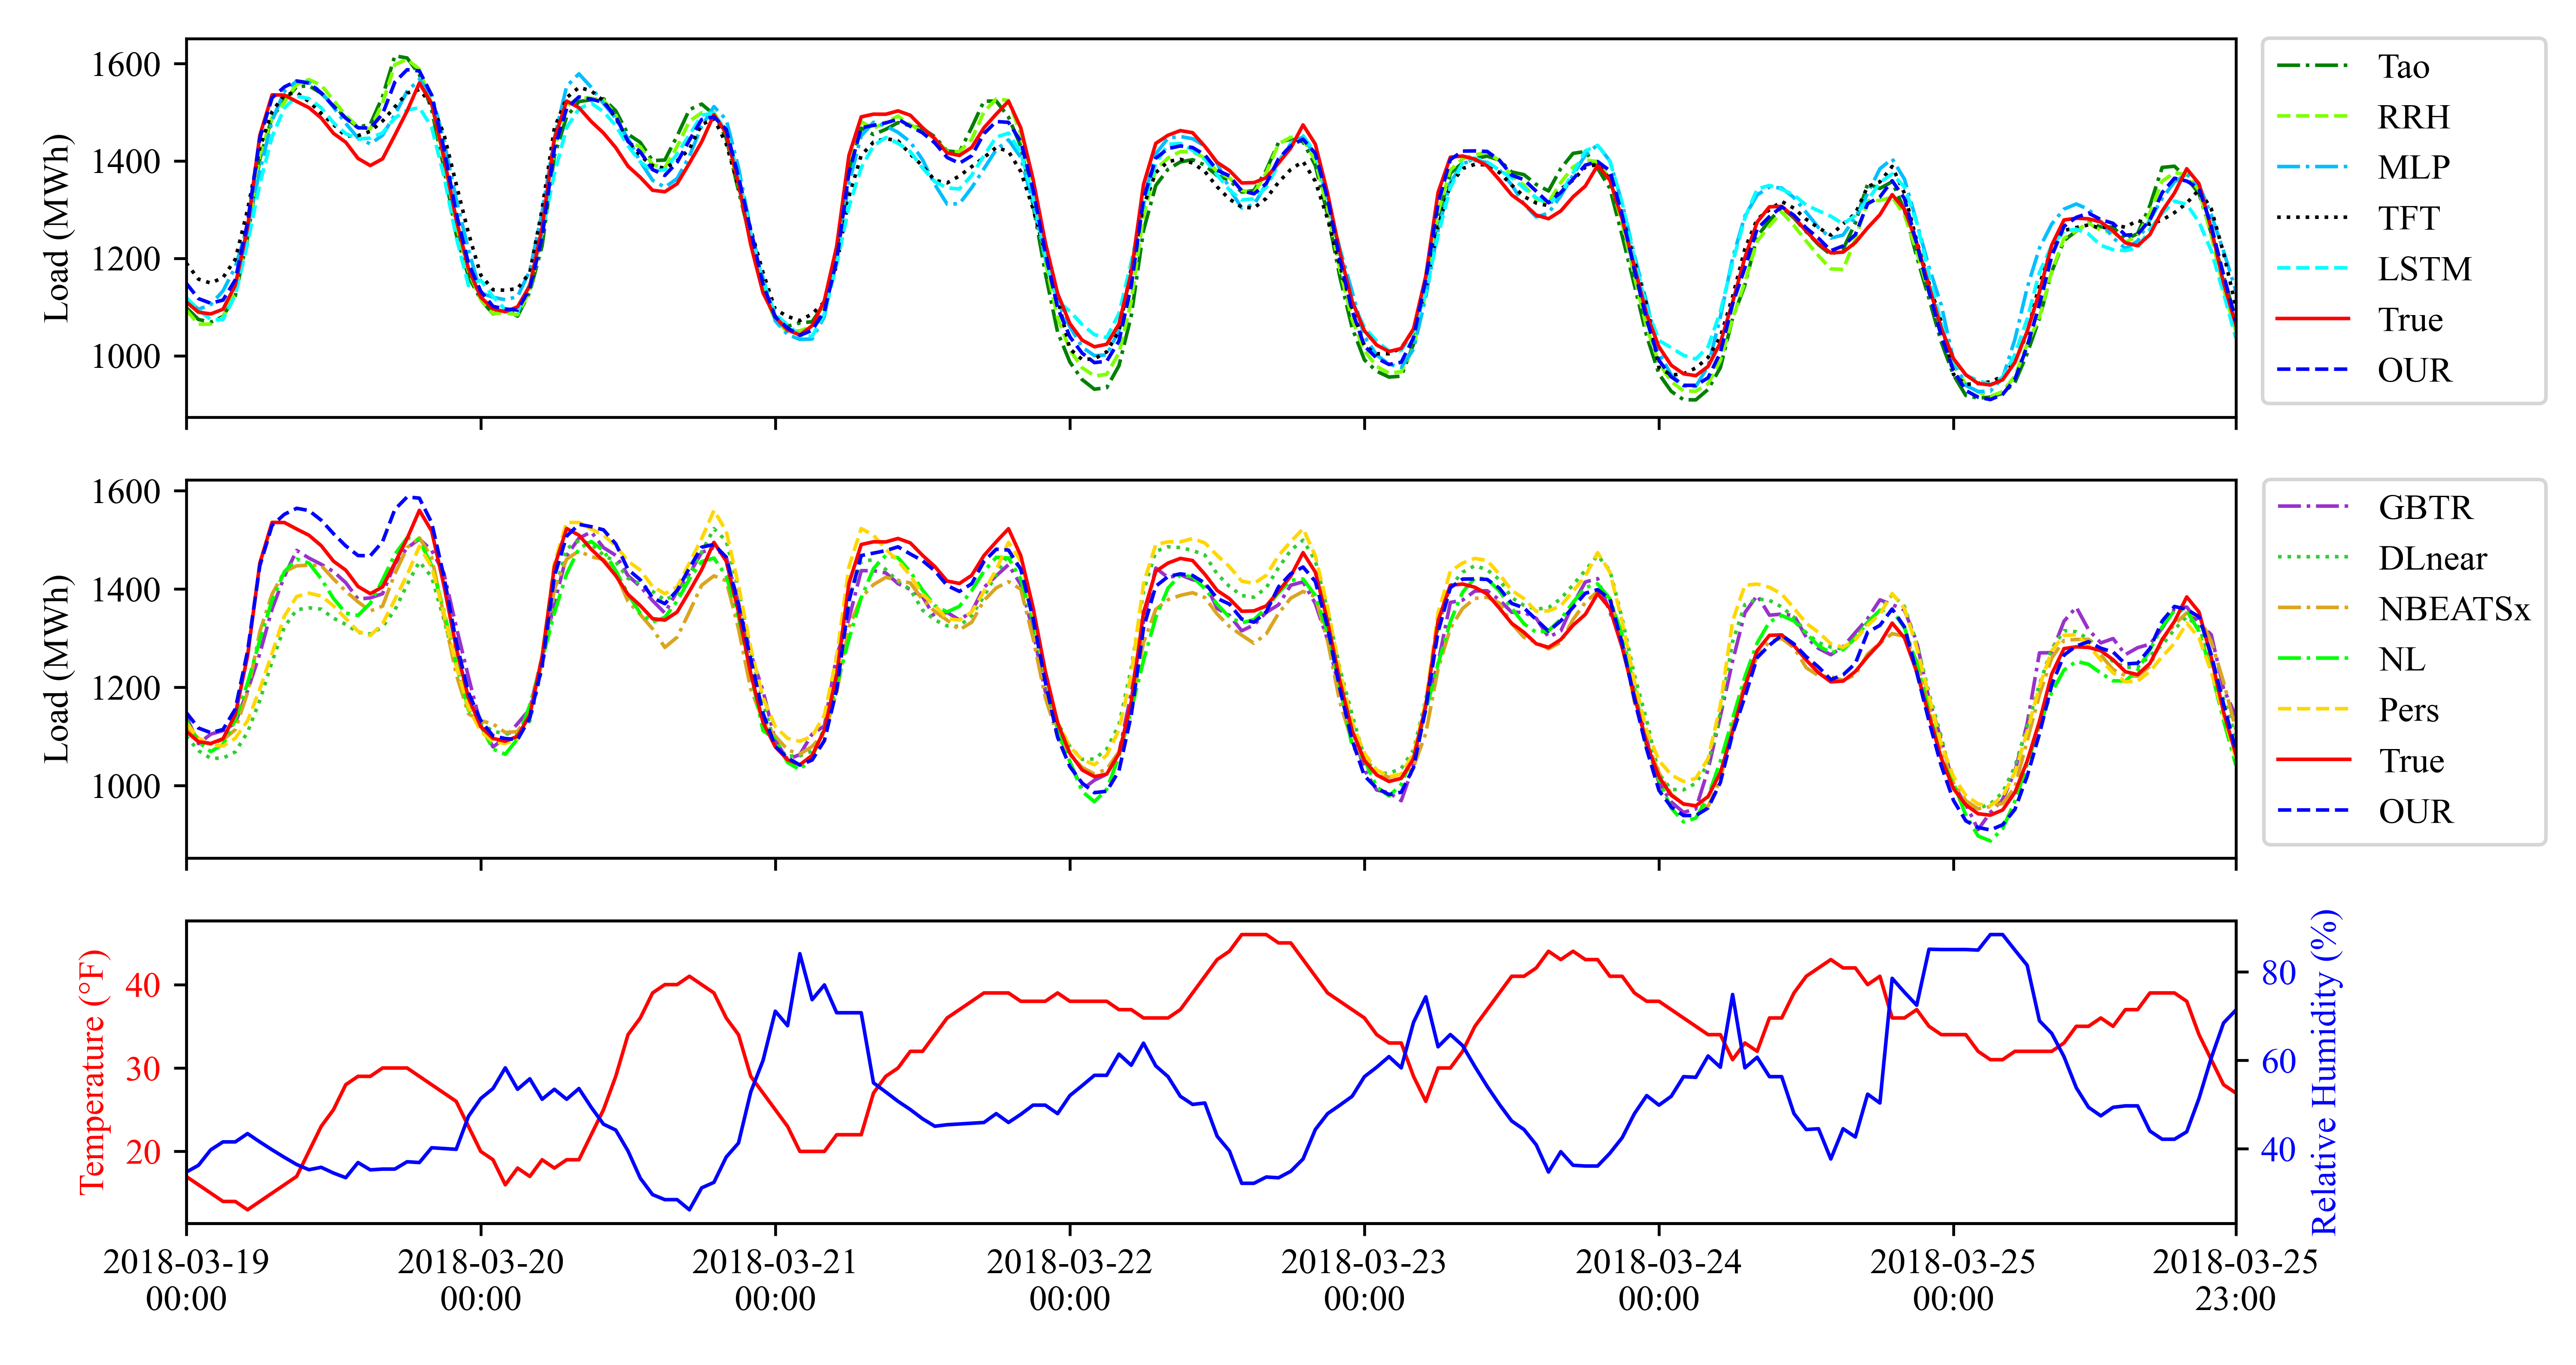 1600
1400
1200
1000
Load (MWh)
Tao
RRH
MLP
TFT
LSTM
True
OUR
1600
1400
1200
1000
Load (MWh)
GBTR
DLnear
NBEATSx
NL
Pers
True
OUR
40
30
20
Temperature (°F)
80
60
40
Relative Humidity (%)
2018-03-19 2018-03-20 2018-03-21 2018-03-22 2018-03-23 2018-03-24 2018-03-25 2018-03-25
00:00 00:00 00:00 00:00 00:00 00:00 00:00 23:00